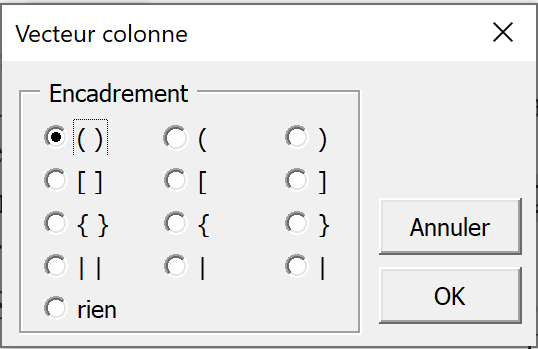 Vecteur colonne
Encadrement
( ) ( )
[ ] [ ]
{ } { }
| | | |
rien
Annuler
OK